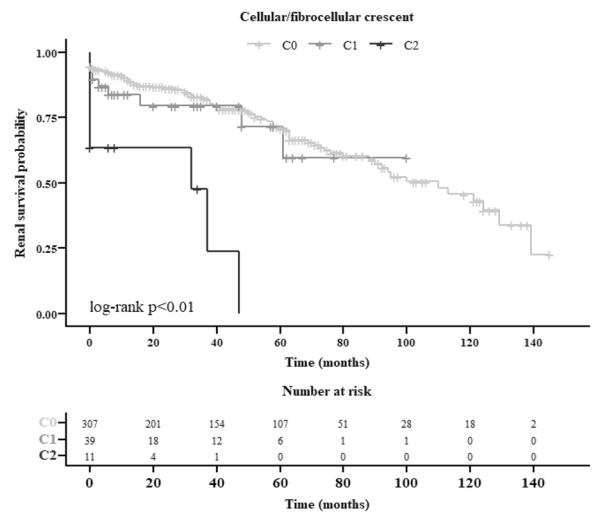 Cellular/fibrocellular crescent
C0 C1 C2
Renal survival probability
1.00
0.75
0.50
0.25
0.00
log-rank p<0.01
0 20 40 60 80 100 120 140
Time (months)
Number at risk
C0 307 201 154 107 51 28 18 2
C1 39 18 12 6 1 1 0 0
C2 11 4 1 0 0 0 0 0
0 20 40 60 80 100 120 140
Time (months)